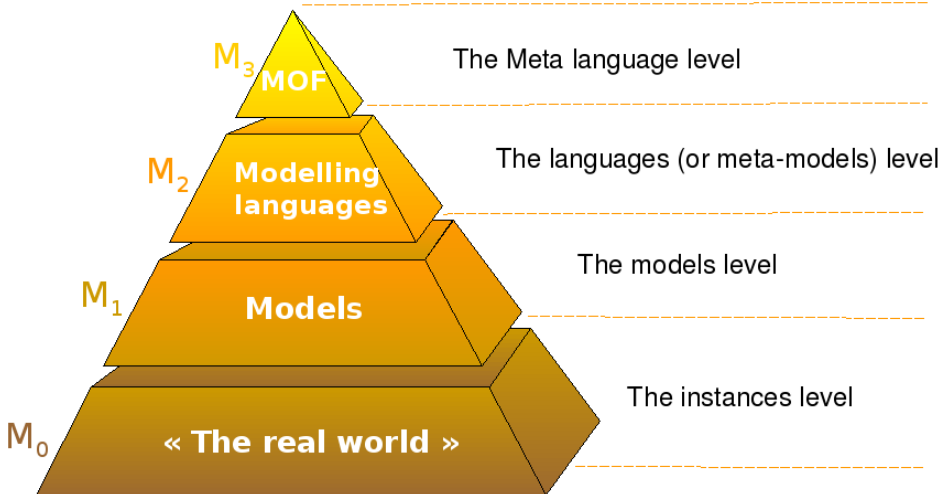 M3
MOF
The Meta language level
M2
Modelling
languages
The languages (or meta-models) level
M1
Models
The models level
M0
« The real world »
The instances level